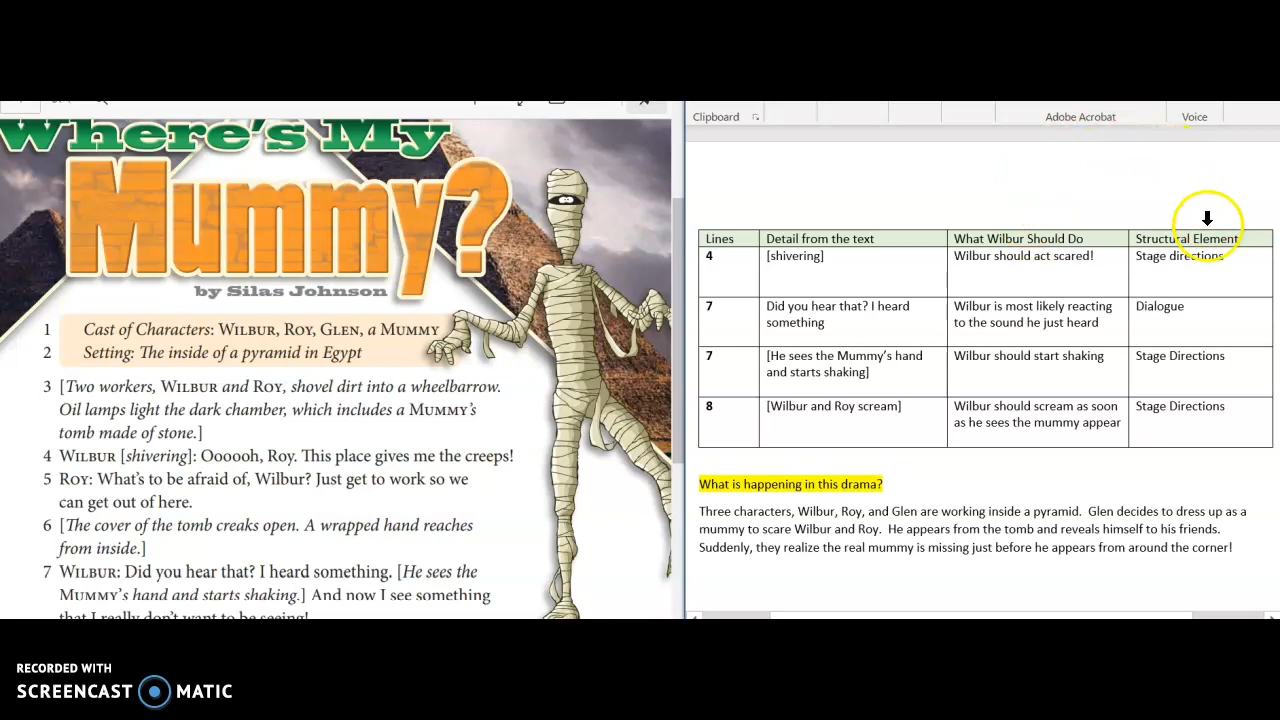 Where's My
Mummy?
by Silas Johnson
1 Cast of Characters: WILBUR, ROY, GLEN, a MUMMY
2 Setting: The inside of a pyramid in Egypt
3 [Two workers, WILBUR and ROY, shovel dirt into a wheelbarrow.
Oil lamps light the dark chamber, which includes a MUMMY's
tomb made of stone.]
4 WILBUR [shivering]: Oooooh, Roy. This place gives me the creeps!
5 ROY: What's to be afraid of, Wilbur? Just get to work so we
can get out of here.
6 [The cover of the tomb creaks open. A wrapped hand reaches
from inside.]
7 WILBUR: Did you hear that? I heard something. [He sees the
MUMMY's hand and starts shaking.] And now I see something
that I really don't want to be seeing!
Clipboard Adobe Acrobat Voice
Lines Detail from the text What Wilbur Should Do Structural Element
4 [shivering] Wilbur should act scared! Stage directions
7 Did you hear that? I heard Wilbur is most likely reacting Dialogue
something to the sound he just heard
7 [He sees the Mummy's hand Wilbur should start shaking Stage Directions
and starts shaking]
8 [Wilbur and Roy scream] Wilbur should scream as soon Stage Directions
as he sees the mummy appear
What is happening in this drama?
Three characters, Wilbur, Roy, and Glen are working inside a pyramid. Glen decides to dress up as a
mummy to scare Wilbur and Roy. He appears from the tomb and reveals himself to his friends.
Suddenly, they realize the real mummy is missing just before he appears from around the corner!
RECORDED WITH
SCREENCAST MATIC